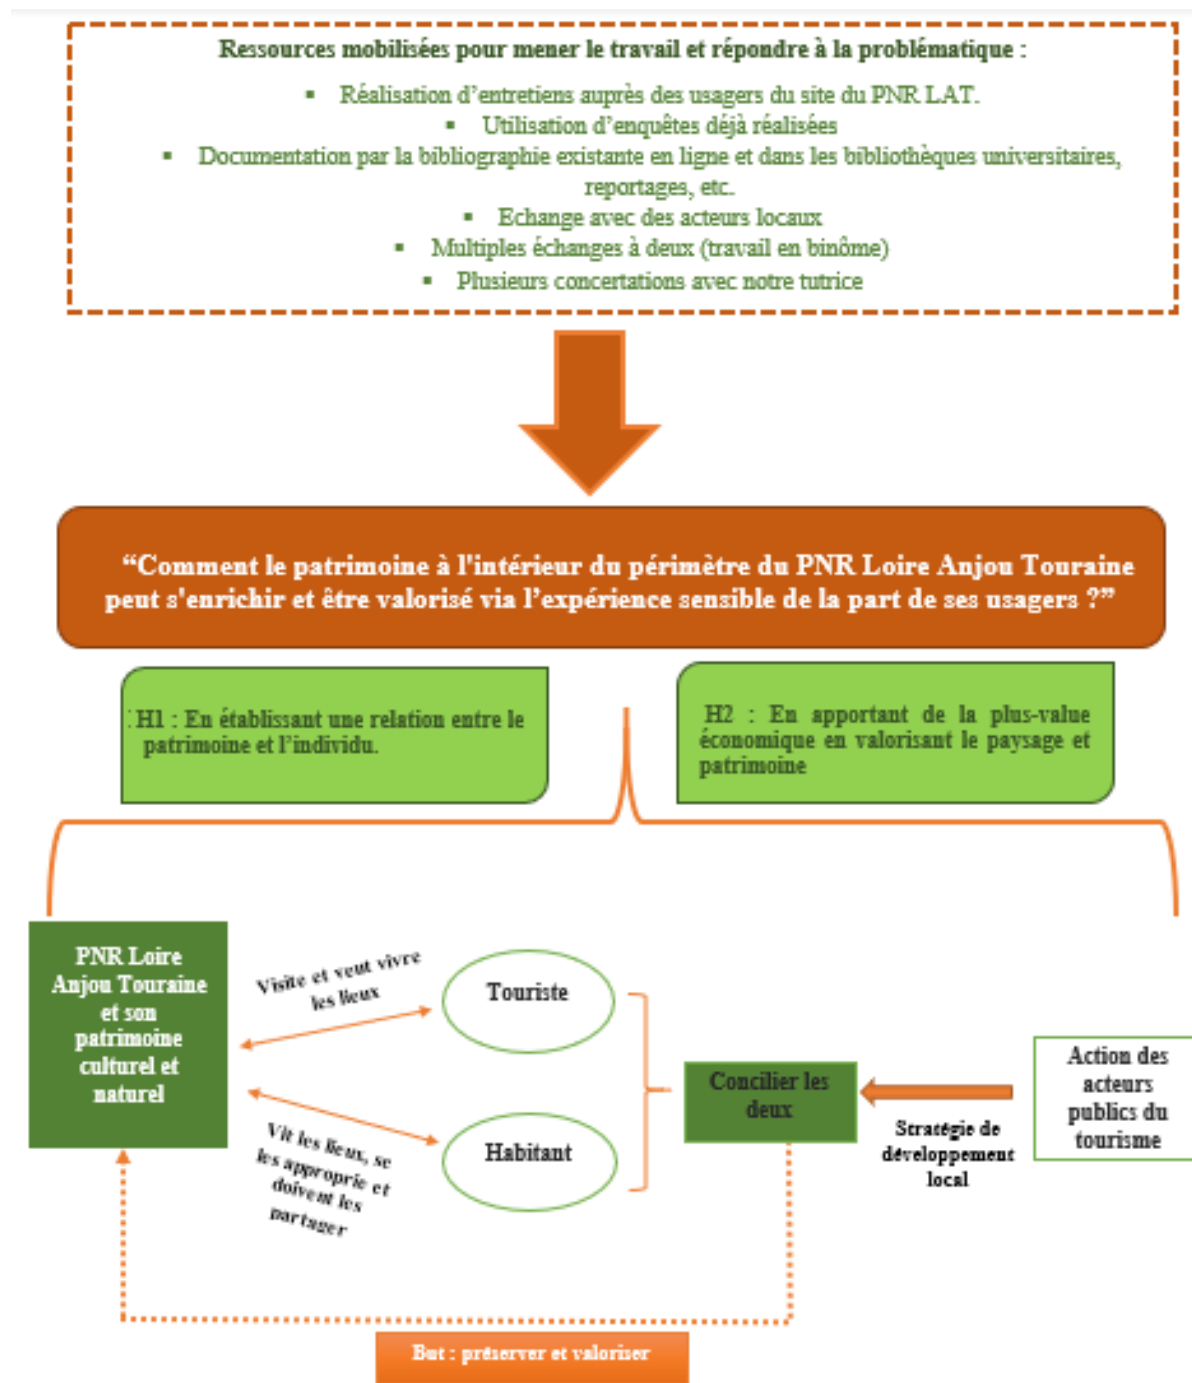 Ressources mobilisées pour mener le travail et répondre à la problématique :
▪ Réalisation d’entretiens auprès des usagers du site du PNR LAT.
▪ Utilisation d’enquêtes déjà réalisées
▪ Documentation par la bibliographie existante en ligne et dans les bibliothèques universitaires,
reportages, etc.
▪ Echange avec des acteurs locaux
▪ Multiples échanges à deux (travail en binôme)
▪ Plusieurs concertations avec notre tutrice
“Comment le patrimoine à l'intérieur du périmètre du PNR Loire Anjou Touraine
peut s'enrichir et être valorisé via l’expérience sensible de la part de ses usagers ?”
: H1 : En établissant une relation entre le
patrimoine et l’individu.
H2 : En apportant de la plus-value
économique en valorisant le paysage et
patrimoine
PNR Loire
Anjou Touraine
et son
patrimoine
culturel et
naturel
Visite et veut vivre
les lieux
Touriste
Vit les lieux, se
les approprie et
doivent les
partager
Habitant
Concilier les
deux
Stratégie de
développement
local
Action des
acteurs
publics du
tourisme
But : préserver et valoriser